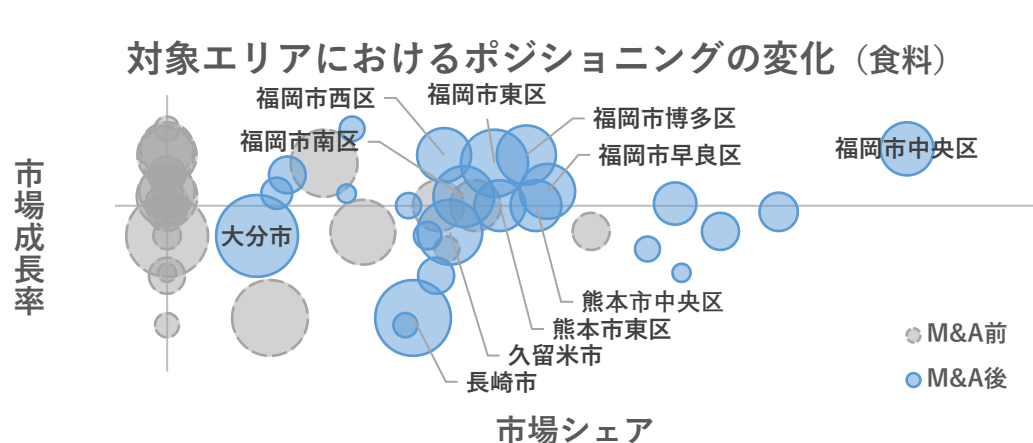 対象エリアにおけるポジショニングの変化（食料）
福岡市西区
福岡市東区
福岡市博多区
福岡市南区
福岡市早良区
福岡市中央区
市場成長率
大分市
熊本市中央区
熊本市東区
久留米市
長崎市
M&A前
M&A後
市場シェア